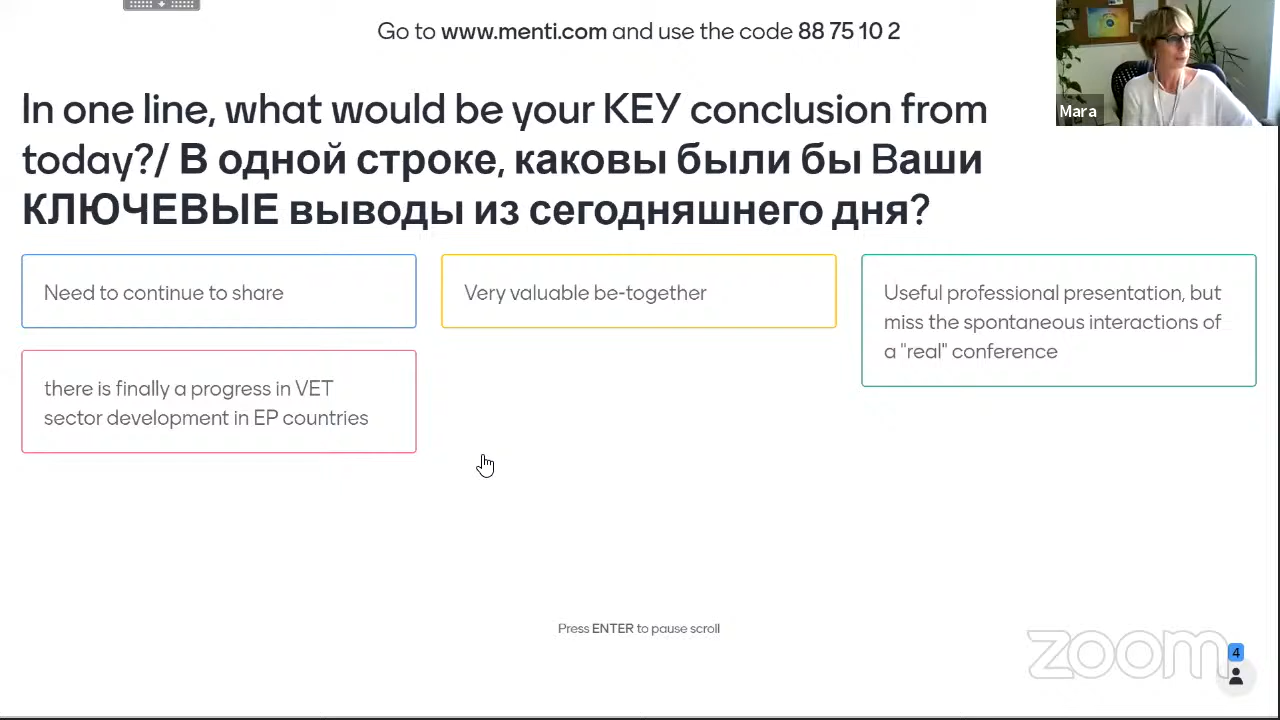 Go to www.menti.com and use the code 88 75 10 2
In one line, what would be your KEY conclusion from
today?/ В одной строке, каковы были бы Ваши
КЛЮЧЕВЫЕ выводы из сегодняшнего дня?
Need to continue to share
Very valuable be-together
Useful professional presentation, but
miss the spontaneous interactions of
a "real" conference
there is finally a progress in VET
sector development in EP countries
Press ENTER to pause scroll
Mara
zoom
4